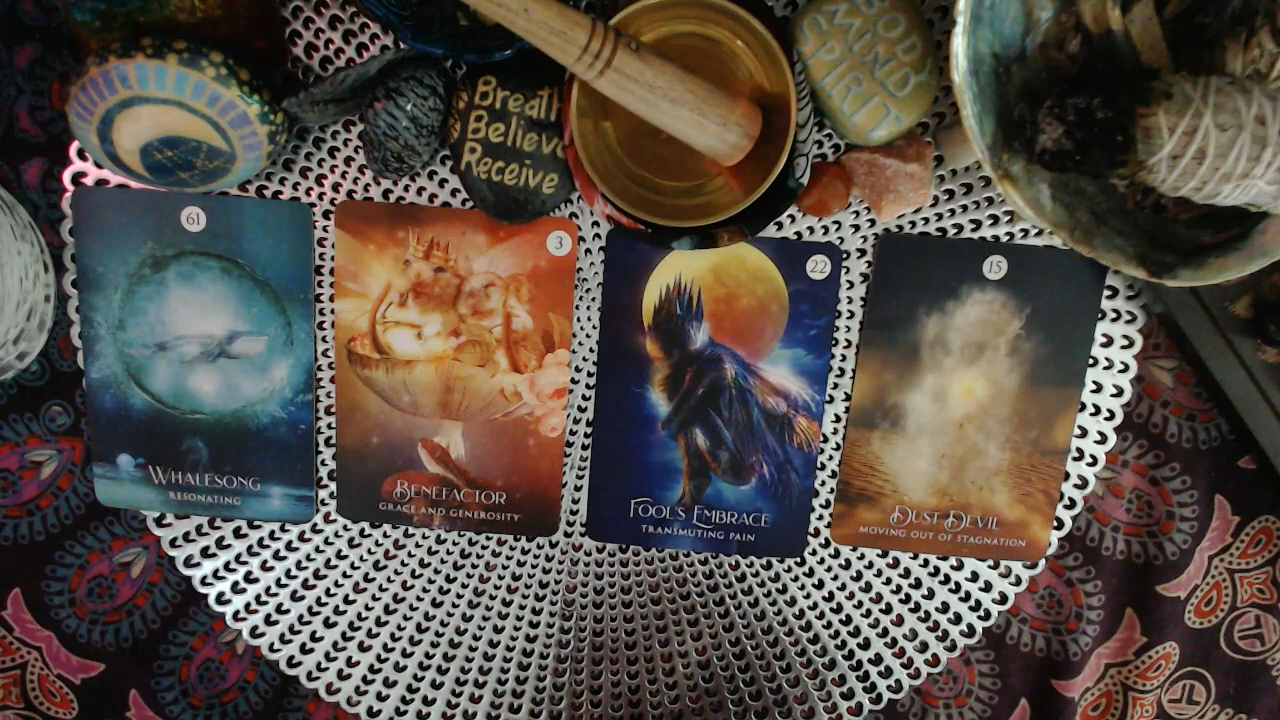 Breath
Believe
Receive
BODY
MIND
SPIRIT
61
WHALESONG
RESONATING
3
BENEFACTOR
GRACE AND GENEROSITY
22
FOOL'S EMBRACE
TRANSMUTING PAIN
15
DUST DEVIL
MOVING OUT OF STAGNATION